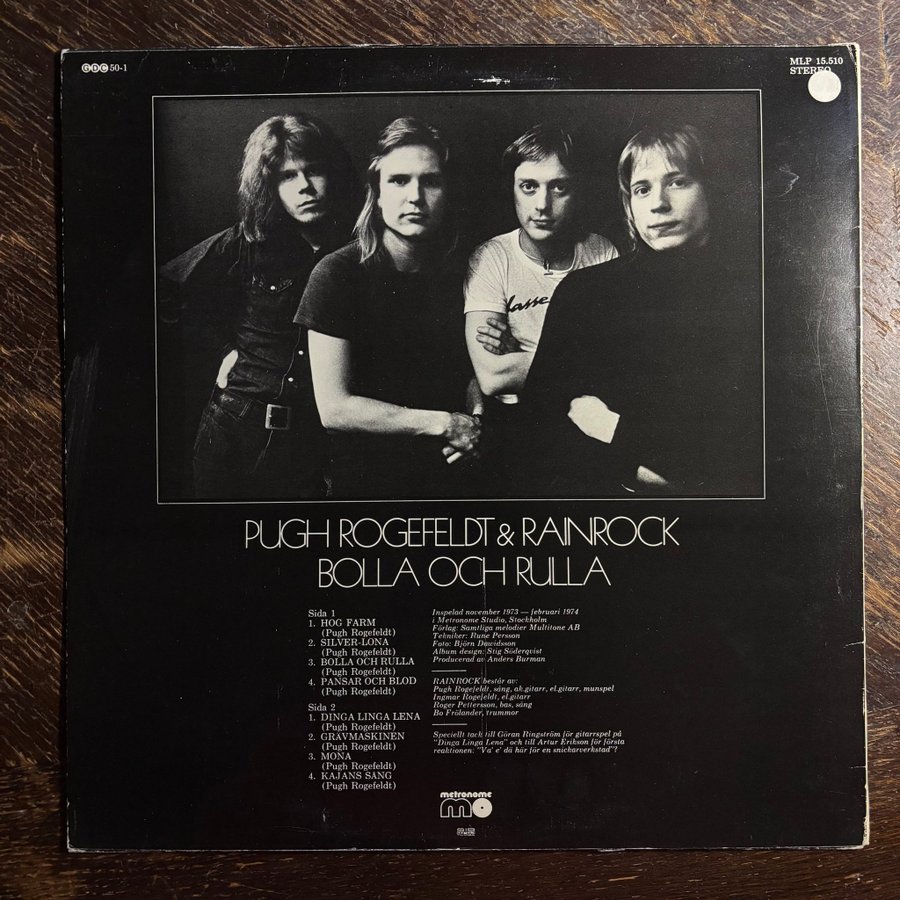 GDC 50-1
MLP 15.510
STEREO
lasse
PUGH ROGEFELDT & RAINROCK
BOLLA OCH RULLA
Sida 1
1. HOG FARM
(Pugh Rogefeldt)
2. SILVER-LONA
(Pugh Rogefeldt)
3. BOLLA OCH RULLA
(Pugh Rogefeldt)
4. PANSAR OCH BLOD
(Pugh Rogefeldt)
Sida 2
1. DINGA LINGA LENA
(Pugh Rogefeldt)
2. GRÄVMASKINEN
(Pugh Rogefeldt)
3. MONA
(Pugh Rogefeldt)
4. KAJANS SÅNG
(Pugh Rogefeldt)
Inspelad november 1973 — februari 1974
i Metronome Studio, Stockholm
Förlag: Samtliga melodier Multitone AB
Tekniker: Rune Persson
Foto: Björn Dawidsson
Album design: Stig Söderqvist
Producerad av Anders Burman
RAINROCK består av:
Pugh Rogefeldt, sång, ak.gitarr, el.gitarr, munspel
Ingmar Rogefeldt, el.gitarr
Roger Pettersson, bas, sång
Bo Frölander, trummor
Speciellt tack till Göran Ringström för gitarrspel på
"Dinga Linga Lena" och till Artur Erikson för första
reaktionen: "Va' e' då här för en snickarverkstad"?
metronome
mo